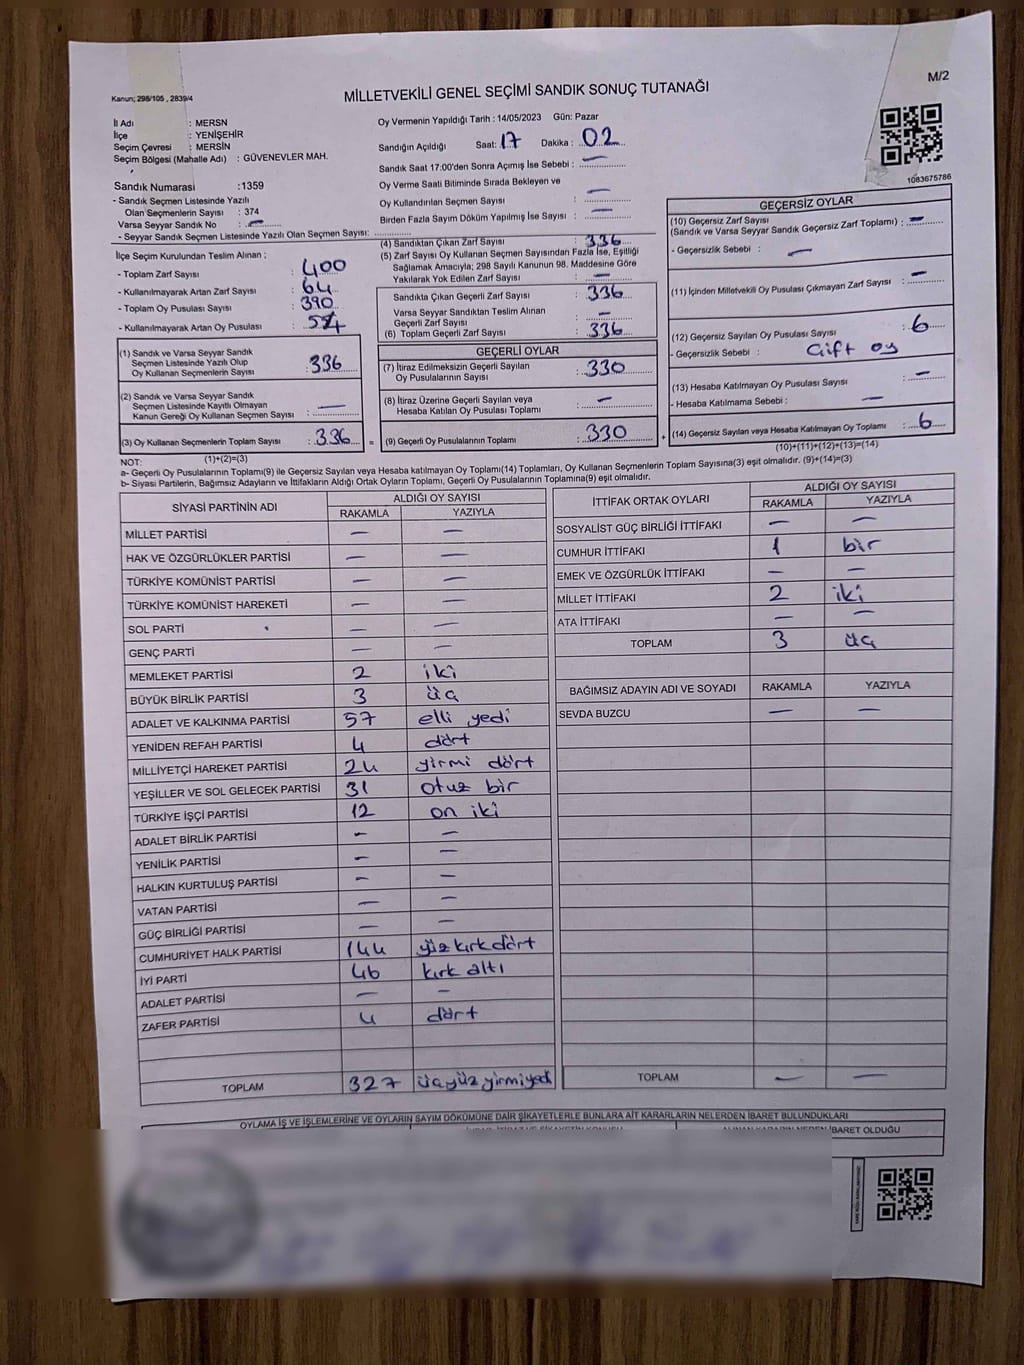 M/2
Kanun; 298/105 , 2839/4
MİLLETVEKİLİ GENEL SEÇİMİ SANDIK SONUÇ TUTANAĞI
İl Adı : MERSN
İlçe : YENİŞEHİR
Seçim Çevresi : MERSİN
Seçim Bölgesi (Mahalle Adı) : GÜVENEVLER MAH.
Sandık Numarası :1359
- Sandık Seçmen Listesinde Yazılı
Olan Seçmenlerin Sayısı : 374
Varsa Seyyar Sandık No : —
- Seyyar Sandık Seçmen Listesinde Yazılı Olan Seçmen Sayısı:
İlçe Seçim Kurulundan Teslim Alınan ;
- Toplam Zarf Sayısı : 400
- Kullanılmayarak Artan Zarf Sayısı : 64
- Toplam Oy Pusulası Sayısı : 390
- Kullanılmayarak Artan Oy Pusulası : 54
(1) Sandık ve Varsa Seyyar Sandık
Seçmen Listesinde Yazılı Olup
Oy Kullanan Seçmenlerin Sayısı : 336
(2) Sandık ve Varsa Seyyar Sandık
Seçmen Listesinde Kayıtlı Olmayan
Kanun Gereği Oy Kullanan Seçmen Sayısı : —
(3) Oy Kullanan Seçmenlerin Toplam Sayısı : 336 =
(1)+(2)=(3)
Oy Vermenin Yapıldığı Tarih : 14/05/2023 Gün: Pazar
Sandığın Açıldığı Saat: 17 Dakika : 02
Sandık Saat 17:00'den Sonra Açılmış İse Sebebi : —
Oy Verme Saati Bitiminde Sırada Bekleyen ve
Oy Kullandırılan Seçmen Sayısı : —
Birden Fazla Sayım Döküm Yapılmış İse Sayısı : —
(4) Sandıktan Çıkan Zarf Sayısı : 336
(5) Zarf Sayısı Oy Kullanan Seçmen Sayısından Fazla İse, Eşitliği
Sağlamak Amacıyla; 298 Sayılı Kanunun 98. Maddesine Göre
Yakılarak Yok Edilen Zarf Sayısı : —
Sandıkta Çıkan Geçerli Zarf Sayısı : 336
Varsa Seyyar Sandıktan Teslim Alınan
Geçerli Zarf Sayısı : —
(6) Toplam Geçerli Zarf Sayısı : 336
GEÇERLİ OYLAR
(7) İtiraz Edilmeksizin Geçerli Sayılan
Oy Pusulalarının Sayısı : 330
(8) İtiraz Üzerine Geçerli Sayılan veya
Hesaba Katılan Oy Pusulası Toplamı : —
(9) Geçerli Oy Pusulalarının Toplamı : 330 +
1083675786
GEÇERSİZ OYLAR
(10) Geçersiz Zarf Sayısı
(Sandık ve Varsa Seyyar Sandık Geçersiz Zarf Toplamı) : —
- Geçersizlik Sebebi : —
(11) İçinden Milletvekili Oy Pusulası Çıkmayan Zarf Sayısı : —
(12) Geçersiz Sayılan Oy Pusulası Sayısı : 6
- Geçersizlik Sebebi : Çift oy
(13) Hesaba Katılmayan Oy Pusulası Sayısı : —
- Hesaba Katılmama Sebebi : —
(14) Geçersiz Sayılan veya Hesaba Katılmayan Oy Toplamı : 6
(10)+(11)+(12)+(13)=(14)
NOT:
a- Geçerli Oy Pusulalarının Toplamı(9) ile Geçersiz Sayılan veya Hesaba katılmayan Oy Toplamı(14) Toplamları, Oy Kullanan Seçmenlerin Toplam Sayısına(3) eşit olmalıdır. (9)+(14)=(3)
b- Siyasi Partilerin, Bağımsız Adayların ve İttifakların Aldığı Ortak Oyların Toplamı, Geçerli Oy Pusulalarının Toplamına(9) eşit olmalıdır.
SİYASİ PARTİNİN ADI ALDIĞI OY SAYISI
RAKAMLA YAZIYLA
MİLLET PARTİSİ — —
HAK VE ÖZGÜRLÜKLER PARTİSİ — —
TÜRKİYE KOMÜNİST PARTİSİ — —
TÜRKİYE KOMÜNİST HAREKETİ — —
SOL PARTİ — —
GENÇ PARTİ — —
MEMLEKET PARTİSİ 2 iki
BÜYÜK BİRLİK PARTİSİ 3 üç
ADALET VE KALKINMA PARTİSİ 57 elli yedi
YENİDEN REFAH PARTİSİ 4 dört
MİLLİYETÇİ HAREKET PARTİSİ 24 yirmi dört
YEŞİLLER VE SOL GELECEK PARTİSİ 31 otuz bir
TÜRKİYE İŞÇİ PARTİSİ 12 on iki
ADALET BİRLİK PARTİSİ — —
YENİLİK PARTİSİ — —
HALKIN KURTULUŞ PARTİSİ — —
VATAN PARTİSİ — —
GÜÇ BİRLİĞİ PARTİSİ — —
CUMHURİYET HALK PARTİSİ 144 yüz kırk dört
İYİ PARTİ 46 kırk altı
ADALET PARTİSİ — —
ZAFER PARTİSİ 4 dört
TOPLAM 327 üçyüz yirmiyedi
İTTİFAK ORTAK OYLARI ALDIĞI OY SAYISI
RAKAMLA YAZIYLA
SOSYALİST GÜÇ BİRLİĞİ İTTİFAKI — —
CUMHUR İTTİFAKI 1 bir
EMEK VE ÖZGÜRLÜK İTTİFAKI — —
MİLLET İTTİFAKI 2 iki
ATA İTTİFAKI — —
TOPLAM 3 üç
BAĞIMSIZ ADAYIN ADI VE SOYADI RAKAMLA YAZIYLA
SEVDA BUZCU — —
TOPLAM — —
OYLAMA İŞ VE İŞLEMLERİNE VE OYLARIN SAYIM DÖKÜMÜNE DAİR ŞİKAYETLERLE BUNLARA AİT KARARLARIN NELERDEN İBARET BULUNDUKLARI
İBARET OLDUĞU